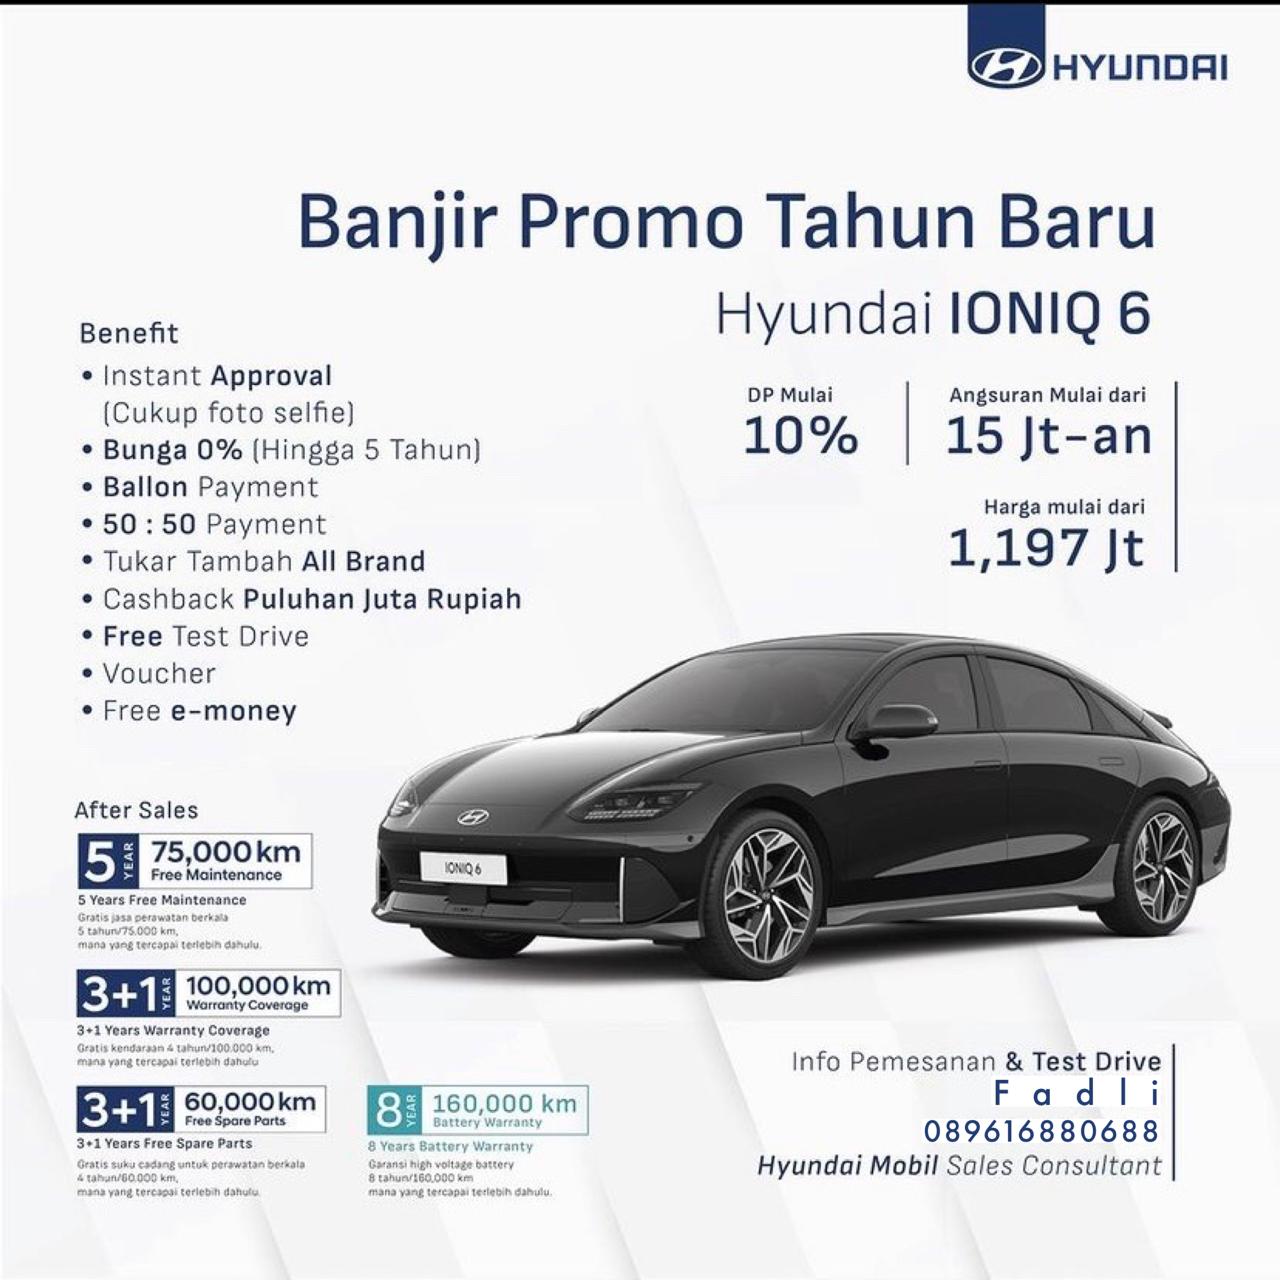 HYUNDAI
Banjir Promo Tahun Baru
Hyundai IONIQ 6
DP Mulai
10%
Angsuran Mulai dari
15 Jt-an
Harga mulai dari
1,197 Jt
Benefit
• Instant Approval
(Cukup foto selfie)
• Bunga 0% (Hingga 5 Tahun)
• Ballon Payment
• 50 : 50 Payment
• Tukar Tambah All Brand
• Cashback Puluhan Juta Rupiah
• Free Test Drive
• Voucher
• Free e-money
IONIQ 6
After Sales
5 YEAR 75,000 km
Free Maintenance
5 Years Free Maintenance
Gratis jasa perawatan berkala
5 tahun/75.000 km,
mana yang tercapai terlebih dahulu.
3+1 YEAR 100,000 km
Warranty Coverage
3+1 Years Warranty Coverage
Gratis kendaraan 4 tahun/100.000 km,
mana yang tercapai terlebih dahulu
3+1 YEAR 60,000 km
Free Spare Parts
3+1 Years Free Spare Parts
Gratis suku cadang untuk perawatan berkala
4 tahun/60.000 km,
mana yang tercapai terlebih dahulu.
8 YEAR 160,000 km
Battery Warranty
8 Years Battery Warranty
Garansi high voltage battery
8 tahun/160,000 km
mana yang tercapai terlebih dahulu.
Info Pemesanan & Test Drive
Fadli
089616880688
Hyundai Mobil Sales Consultant